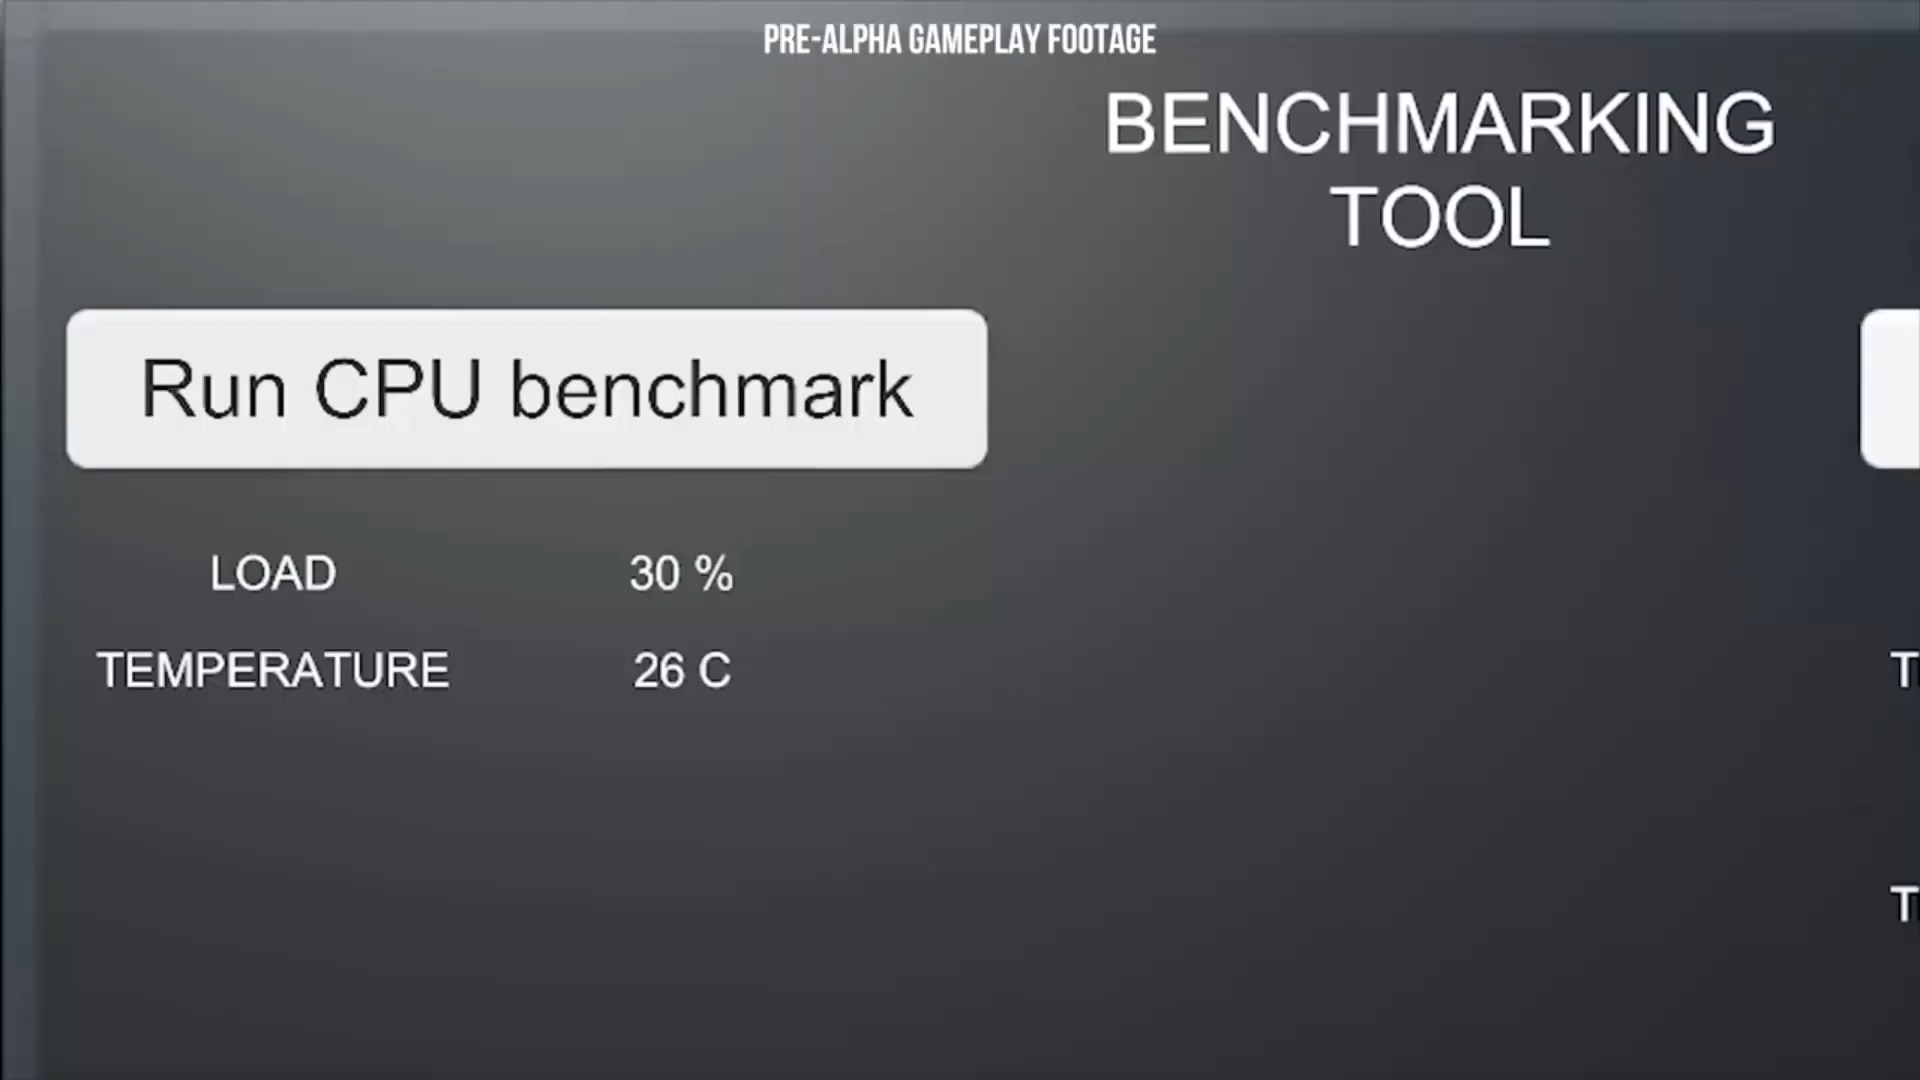 PRE-ALPHA GAMEPLAY FOOTAGE
BENCHMARKING
TOOL
Run CPU benchmark
LOAD 30 %
TEMPERATURE 26 C